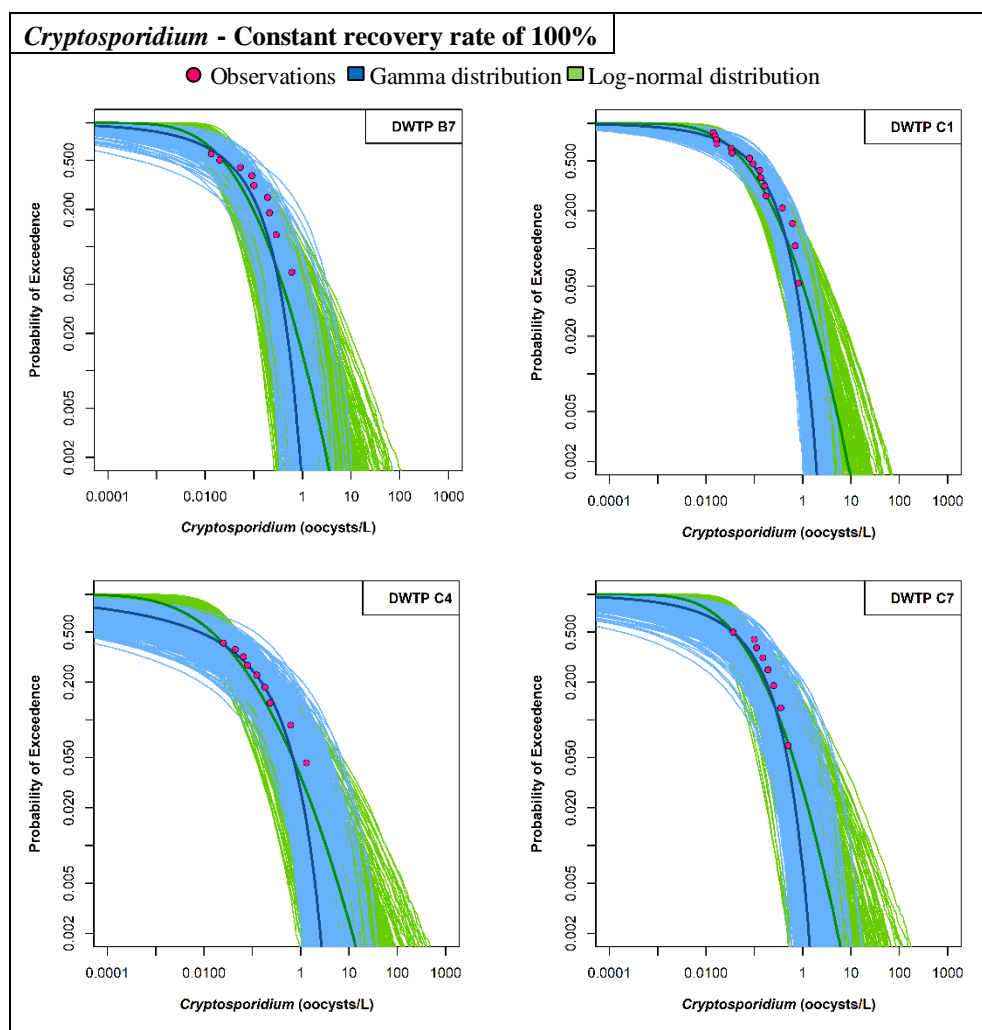 Cryptosporidium - Constant recovery rate of 100%
Observations Gamma distribution Log-normal distribution
DWTP B7
Probability of Exceedence
0.500
0.200
0.050
0.020
0.005
0.002
0.0001 0.0100 1 10 100 1000
Cryptosporidium (oocysts/L)
DWTP C1
Probability of Exceedence
0.500
0.200
0.050
0.020
0.005
0.002
0.0001 0.0100 1 10 100 1000
Cryptosporidium (oocysts/L)
DWTP C4
Probability of Exceedence
0.500
0.200
0.050
0.020
0.005
0.002
0.0001 0.0100 1 10 100 1000
Cryptosporidium (oocysts/L)
DWTP C7
Probability of Exceedence
0.500
0.200
0.050
0.020
0.005
0.002
0.0001 0.0100 1 10 100 1000
Cryptosporidium (oocysts/L)